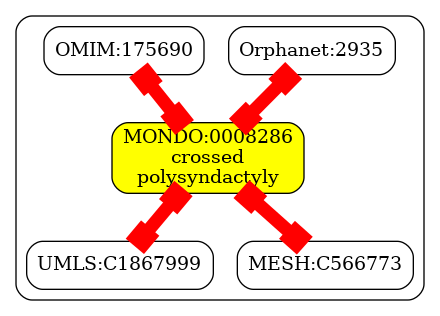 OMIM:175690
Orphanet:2935
MONDO:0008286
crossed
polysyndactyly
UMLS:C1867999
MESH:C566773